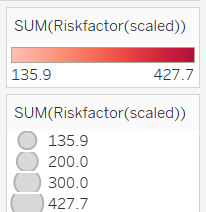 SUM(Riskfactor(scaled))
135.9 427.7
SUM(Riskfactor(scaled))
135.9
200.0
300.0
427.7